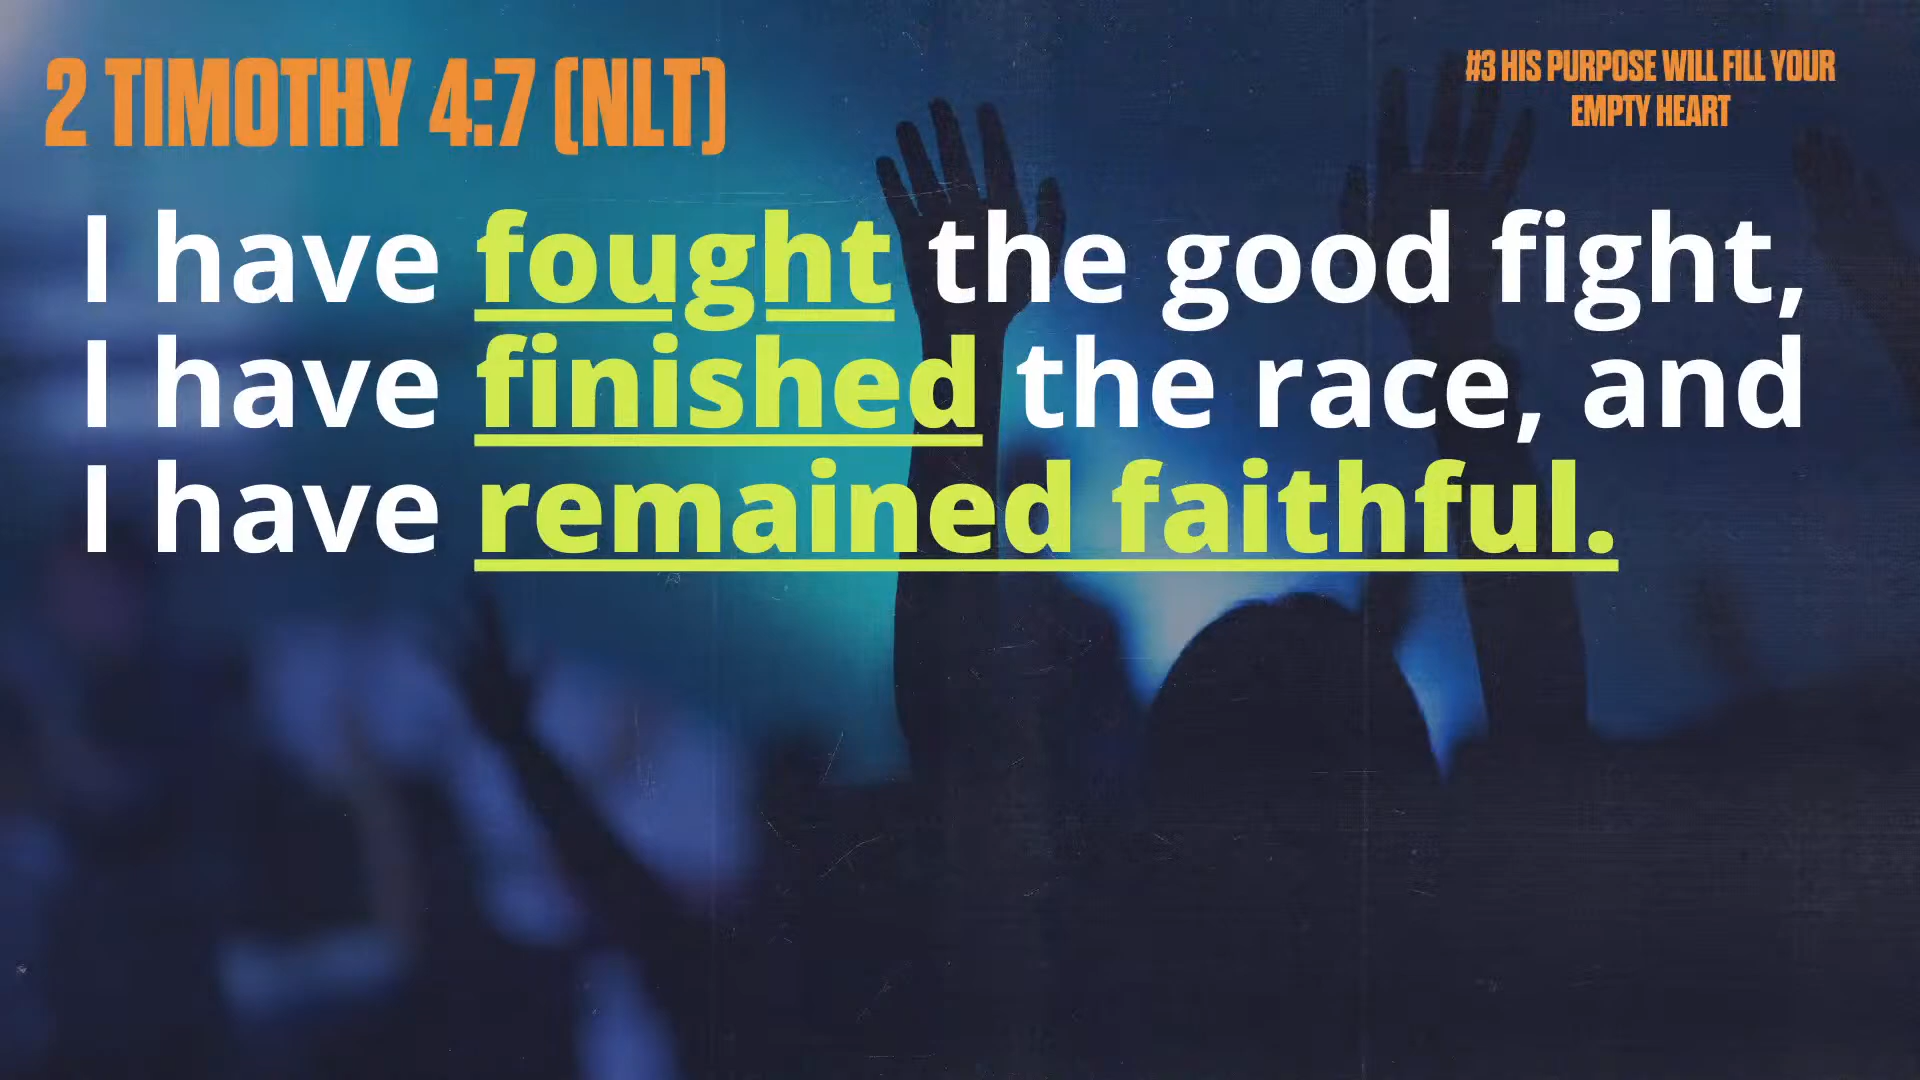 2 TIMOTHY 4:7 (NLT)
#3 HIS PURPOSE WILL FILL YOUR
EMPTY HEART
I have fought the good fight,
I have finished the race, and
I have remained faithful.